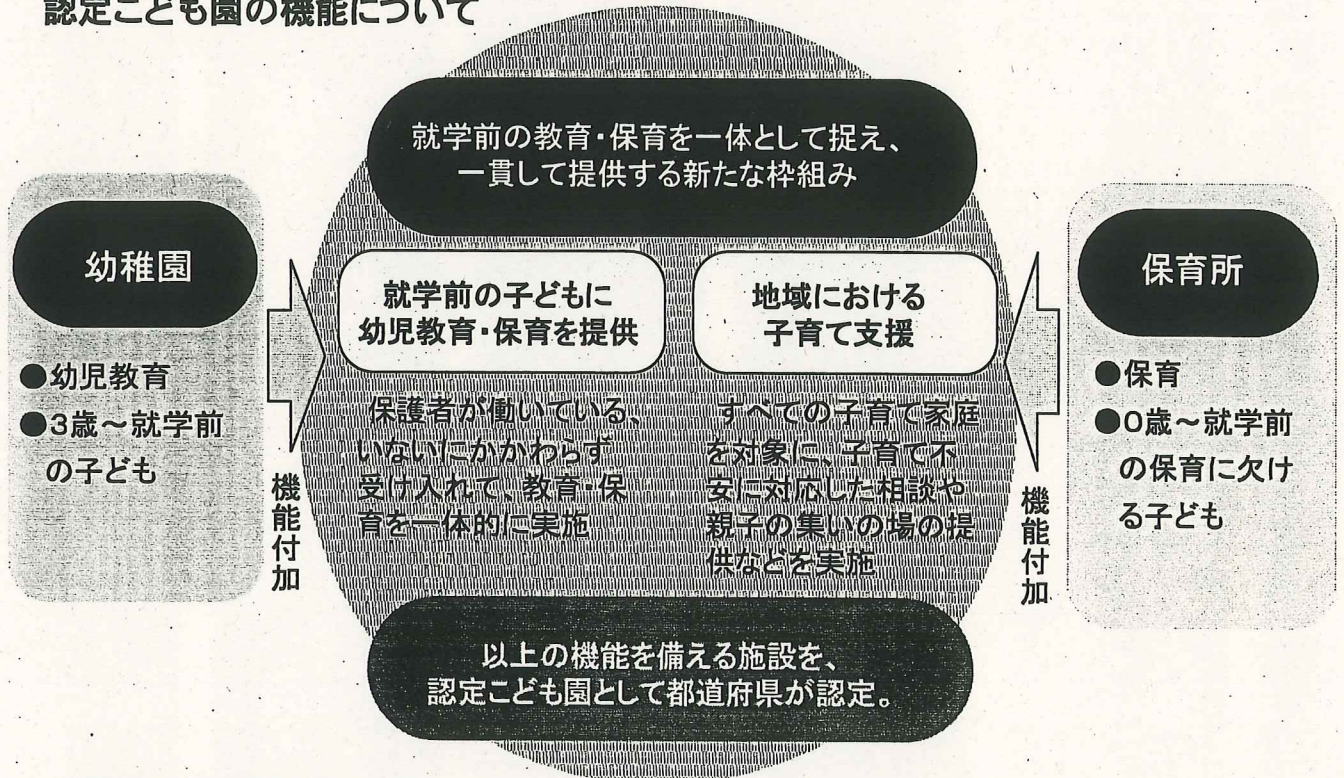 認定こども園の機能について
就学前の教育・保育を一体として捉え、
一貫して提供する新たな枠組み
幼稚園
●幼児教育
●3歳～就学前
の子ども
機能付加
就学前の子どもに
幼児教育・保育を提供
保護者が働いている、
いないにかかわらず
受け入れて、教育・保
育を一体的に実施
地域における
子育て支援
すべての子育て家庭
を対象に、子育て不
安に対応した相談や
親子の集いの場の提
供などを実施
機能付加
保育所
●保育
●0歳～就学前
の保育に欠け
る子ども
以上の機能を備える施設を、
認定こども園として都道府県が認定。